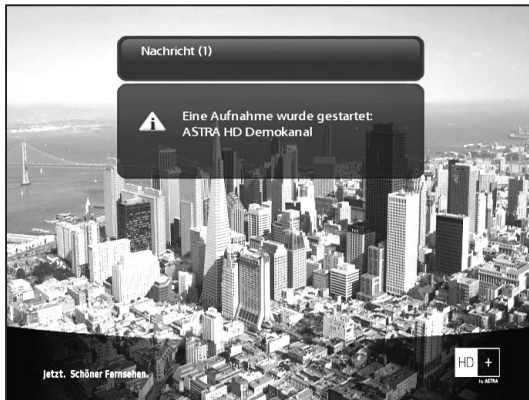 Nachricht (1)
Eine Aufnahme wurde gestartet:
ASTRA HD Demokanal
Jetzt. Schöner Fernsehen.
HD +
by ASTRA